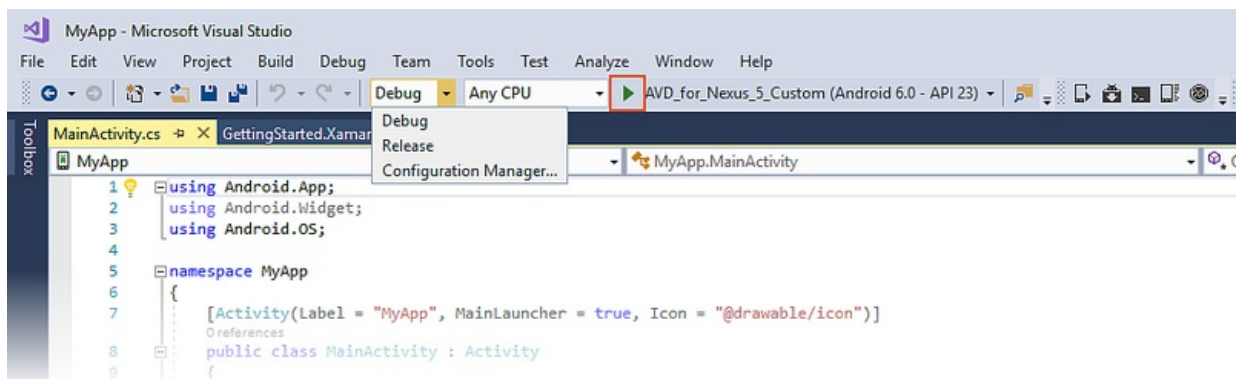 MyApp - Microsoft Visual Studio
File Edit View Project Build Debug Team Tools Test Analyze Window Help
Debug Any CPU AVD_for_Nexus_5_Custom (Android 6.0 - API 23)
Toolbox
MainActivity.cs GettingStarted.Xamar
Debug
Release
Configuration Manager...
MyApp MyApp.MainActivity
1 using Android.App;
2 using Android.Widget;
3 using Android.OS;
4
5 namespace MyApp
6 {
7 [Activity(Label = "MyApp", MainLauncher = true, Icon = "@drawable/icon")]
0 references
8 public class MainActivity : Activity
9 {